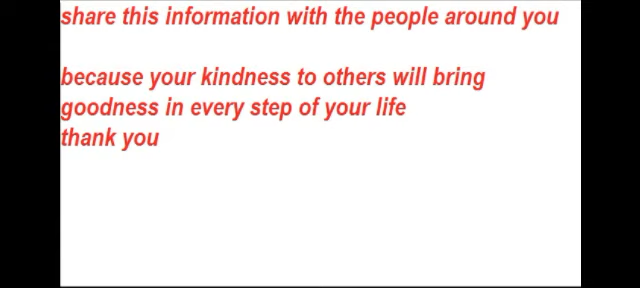 share this information with the people around you
because your kindness to others will bring
goodness in every step of your life
thank you